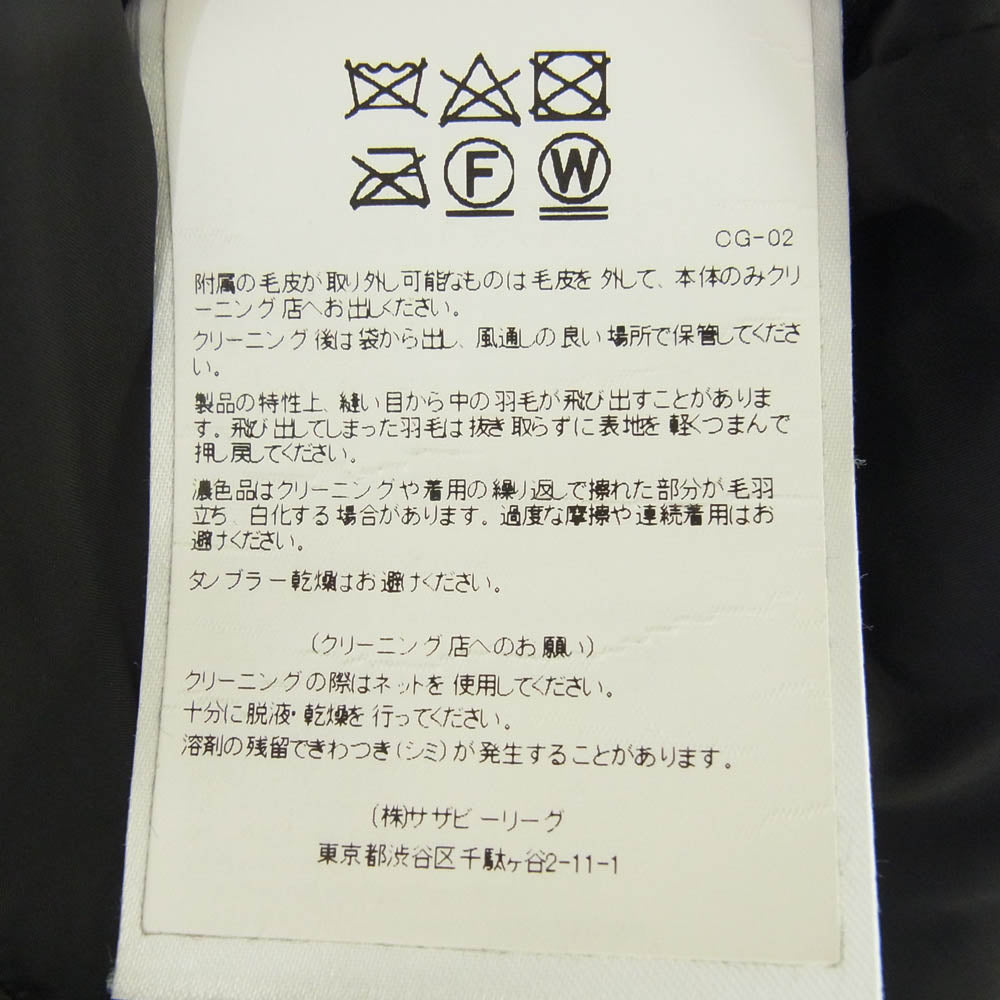 F W
CG-02
附属の毛皮が取り外し可能なものは毛皮を外して、本体のみクリ
ーニング店へお出しください。
クリーニング後は袋から出し、風通しの良い場所で保管してくださ
い。
製品の特性上、縫い目から中の羽毛が飛び出すことがありま
す。飛び出してしまった羽毛は抜き取らずに表地を軽くつまんで
押し戻してください。
濃色品はクリーニングや着用の繰り返しで擦れた部分が毛羽
立ち、白化する場合があります。過度な摩擦や連続着用はお
避けください。
タンブラー乾燥はお避けください。
(クリーニング店へのお願い)
クリーニングの際はネットを使用してください。
十分に脱液・乾燥を行ってください。
溶剤の残留できわつき(シミ)が発生することがあります。
(株)サザビーリーグ
東京都渋谷区千駄ヶ谷2-11-1